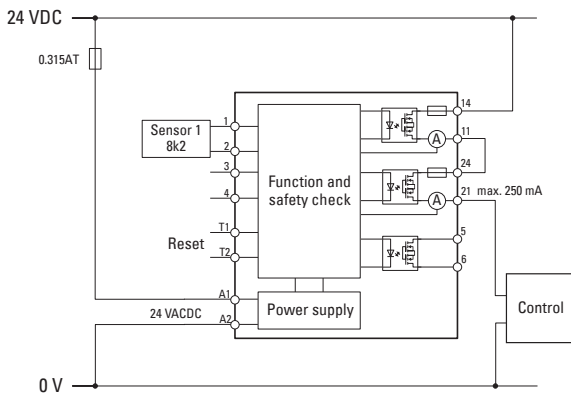 24 VDC
0.315AT
14
1
Sensor 1
8k2
2
A
11
3
24
Function and
safety check
4
A
21 max. 250 mA
T1
Reset
T2
5
6
A1
24 VACDC
A2
Power supply
Control
0 V